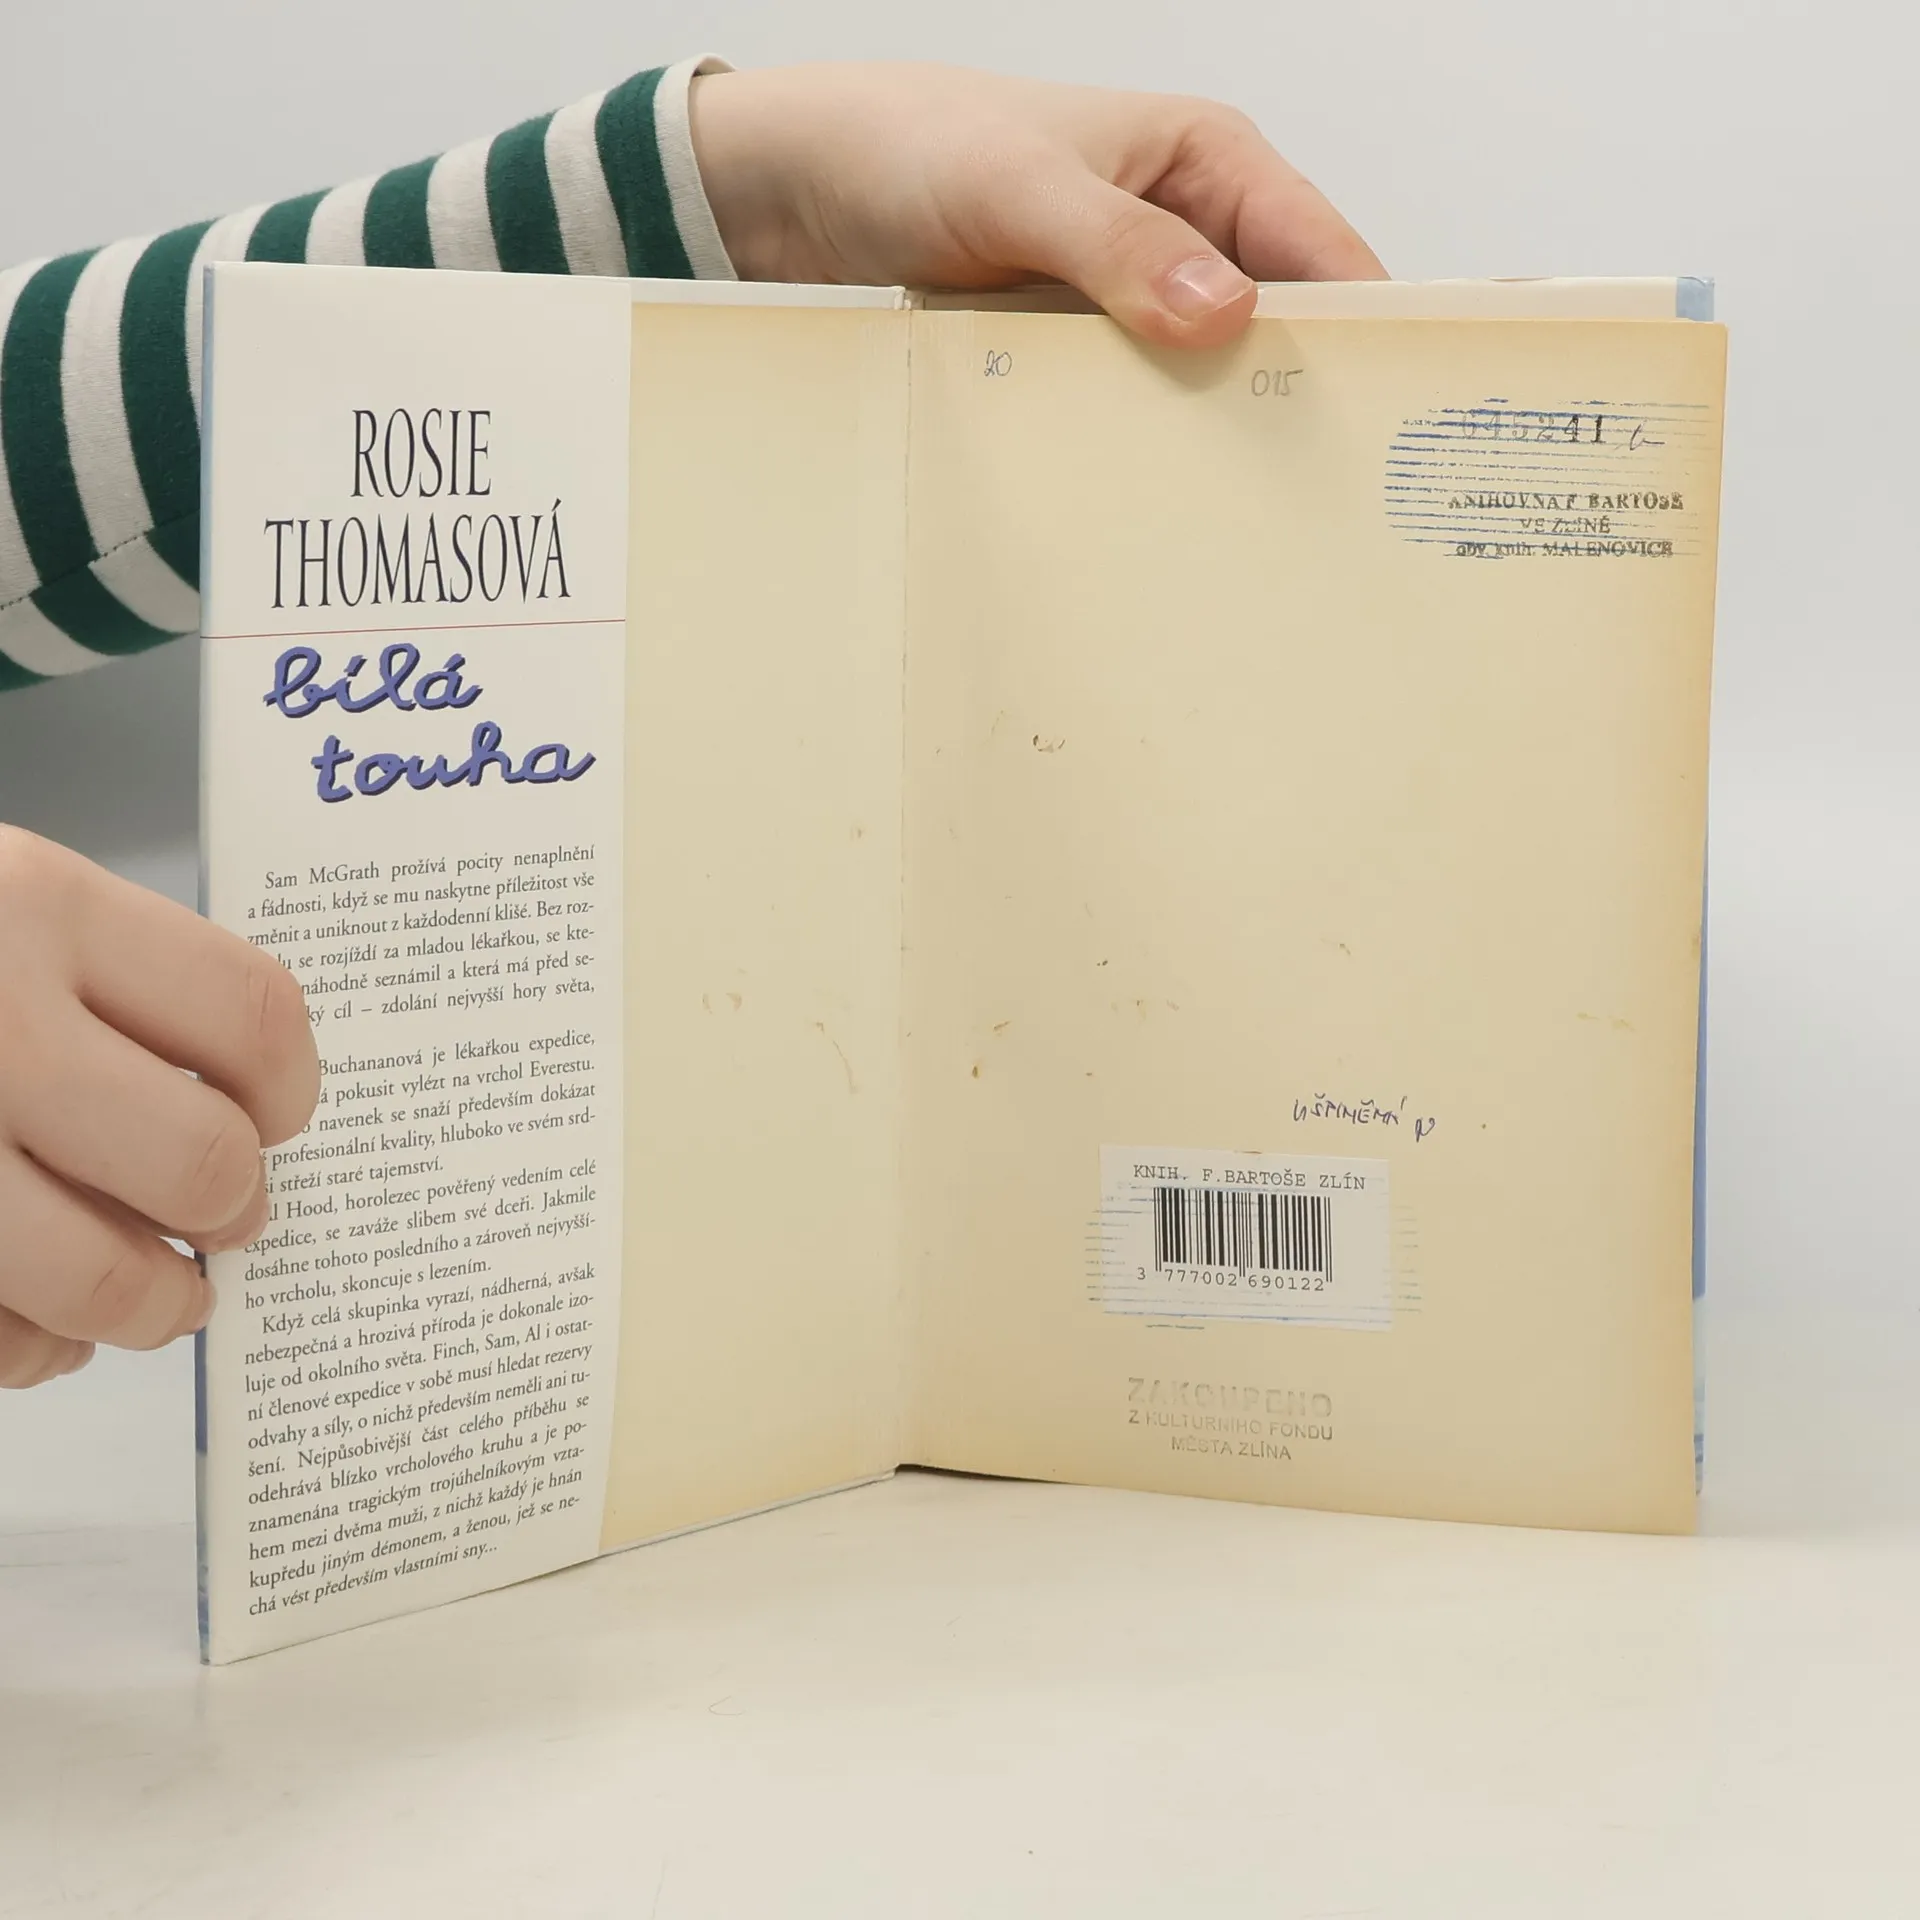 ROSIE
THOMASOVÁ
bílá
touha
Sam McGrath prožívá pocity nenaplnění
a fádnosti, když se mu naskytne příležitost vše
změnit a uniknout z každodenní klišé. Bez roz-
se rozjíždí za mladou lékařkou, se kte-
náhodně seznámil a která má před se-
cíl – zdolání nejvyšší hory světa,
Buchananová je lékařkou expedice,
pokusit vylézt na vrchol Everestu.
navenek se snaží především dokázat
profesionální kvality, hluboko ve svém srd-
si střeží staré tajemství.
Al Hood, horolezec pověřený vedením celé
expedice, se zaváže slibem své dceři. Jakmile
dosáhne tohoto posledního a zároveň nejvyšší-
ho vrcholu, skoncuje s lezením.
Když celá skupinka vyrazí, nádherná, avšak
nebezpečná a hrozivá příroda je dokonale izo-
luje od okolního světa. Finch, Sam, Al i ostat-
ní členové expedice v sobě musí hledat rezervy
odvahy a síly, o nichž především neměli ani tu-
šení. Nejpůsobivější část celého příběhu se
odehrává blízko vrcholového kruhu a je po-
znamenána tragickým trojúhelníkovým vzta-
hem mezi dvěma muži, z nichž každý je hnán
kupředu jiným démonem, a ženou, jež se ne-
chá vést především vlastními sny...
20
015
645241
KNIHOVNA F. BARTOŠE
VE ZLÍNĚ
obv. knih. MALENOVICE
KNIH. F.BARTOŠE ZLÍN
3 777002 690122
ZAKOUPENO
Z KULTURNÍHO FONDU
MĚSTA ZLÍNA